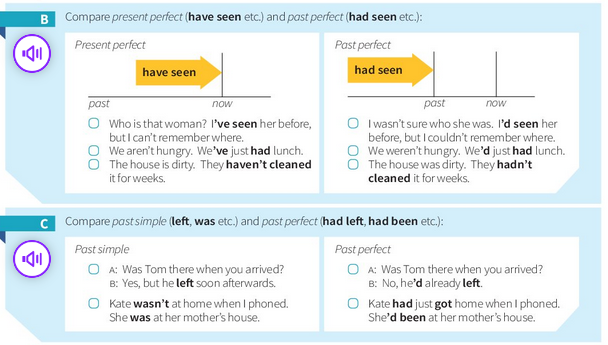 B Compare present perfect (have seen etc.) and past perfect (had seen etc.):
Present perfect
have seen
past now
Who is that woman? I've seen her before,
but I can't remember where.
We aren't hungry. We've just had lunch.
The house is dirty. They haven't cleaned
it for weeks.
Past perfect
had seen
past now
I wasn't sure who she was. I'd seen her
before, but I couldn't remember where.
We weren't hungry. We'd just had lunch.
The house was dirty. They hadn't
cleaned it for weeks.
C Compare past simple (left, was etc.) and past perfect (had left, had been etc.):
Past simple
A: Was Tom there when you arrived?
B: Yes, but he left soon afterwards.
Kate wasn't at home when I phoned.
She was at her mother's house.
Past perfect
A: Was Tom there when you arrived?
B: No, he'd already left.
Kate had just got home when I phoned.
She'd been at her mother's house.